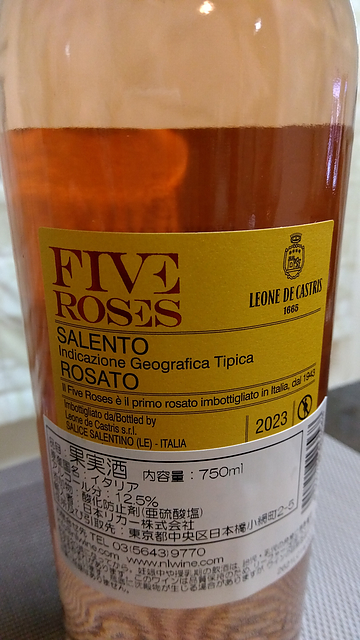 FIVE
ROSES
LEONE DE CASTRIS
1665
SALENTO
Indicazione Geografica Tipica
ROSATO
Il Five Roses è il primo rosato imbottigliato in Italia, dal 1943
Imbottigliato da/Bottled by
Leone de Castris s.r.l.
SALICE SALENTINO (LE) - ITALIA
2023
果実酒 内容量：750ml
イタリア
12.5%
酸化防止剤(亜硫酸塩)
日本リカー株式会社
引取先：東京都中央区日本橋小網町2-5
TEL 03(5643)9770
www.nlwine.com